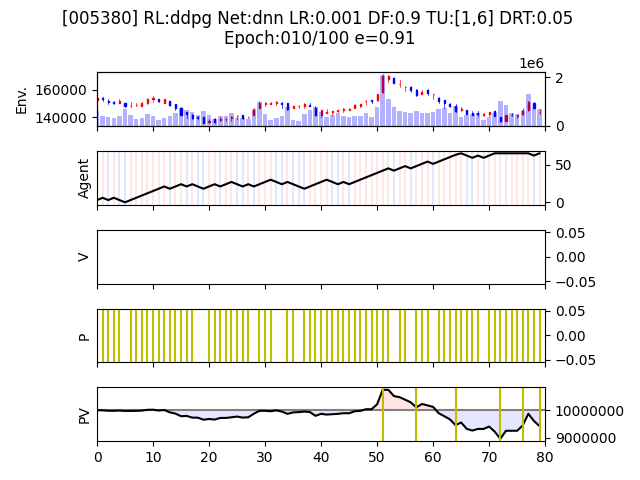 [005380] RL:ddpg Net:dnn LR:0.001 DF:0.9 TU:[1,6] DRT:0.05
Epoch:010/100 e=0.91
1e6
Env.
160000
140000
2
0
Agent
50
0
V
0.05
0.00
−0.05
P
0.05
0.00
−0.05
PV
10000000
9000000
0 10 20 30 40 50 60 70 80